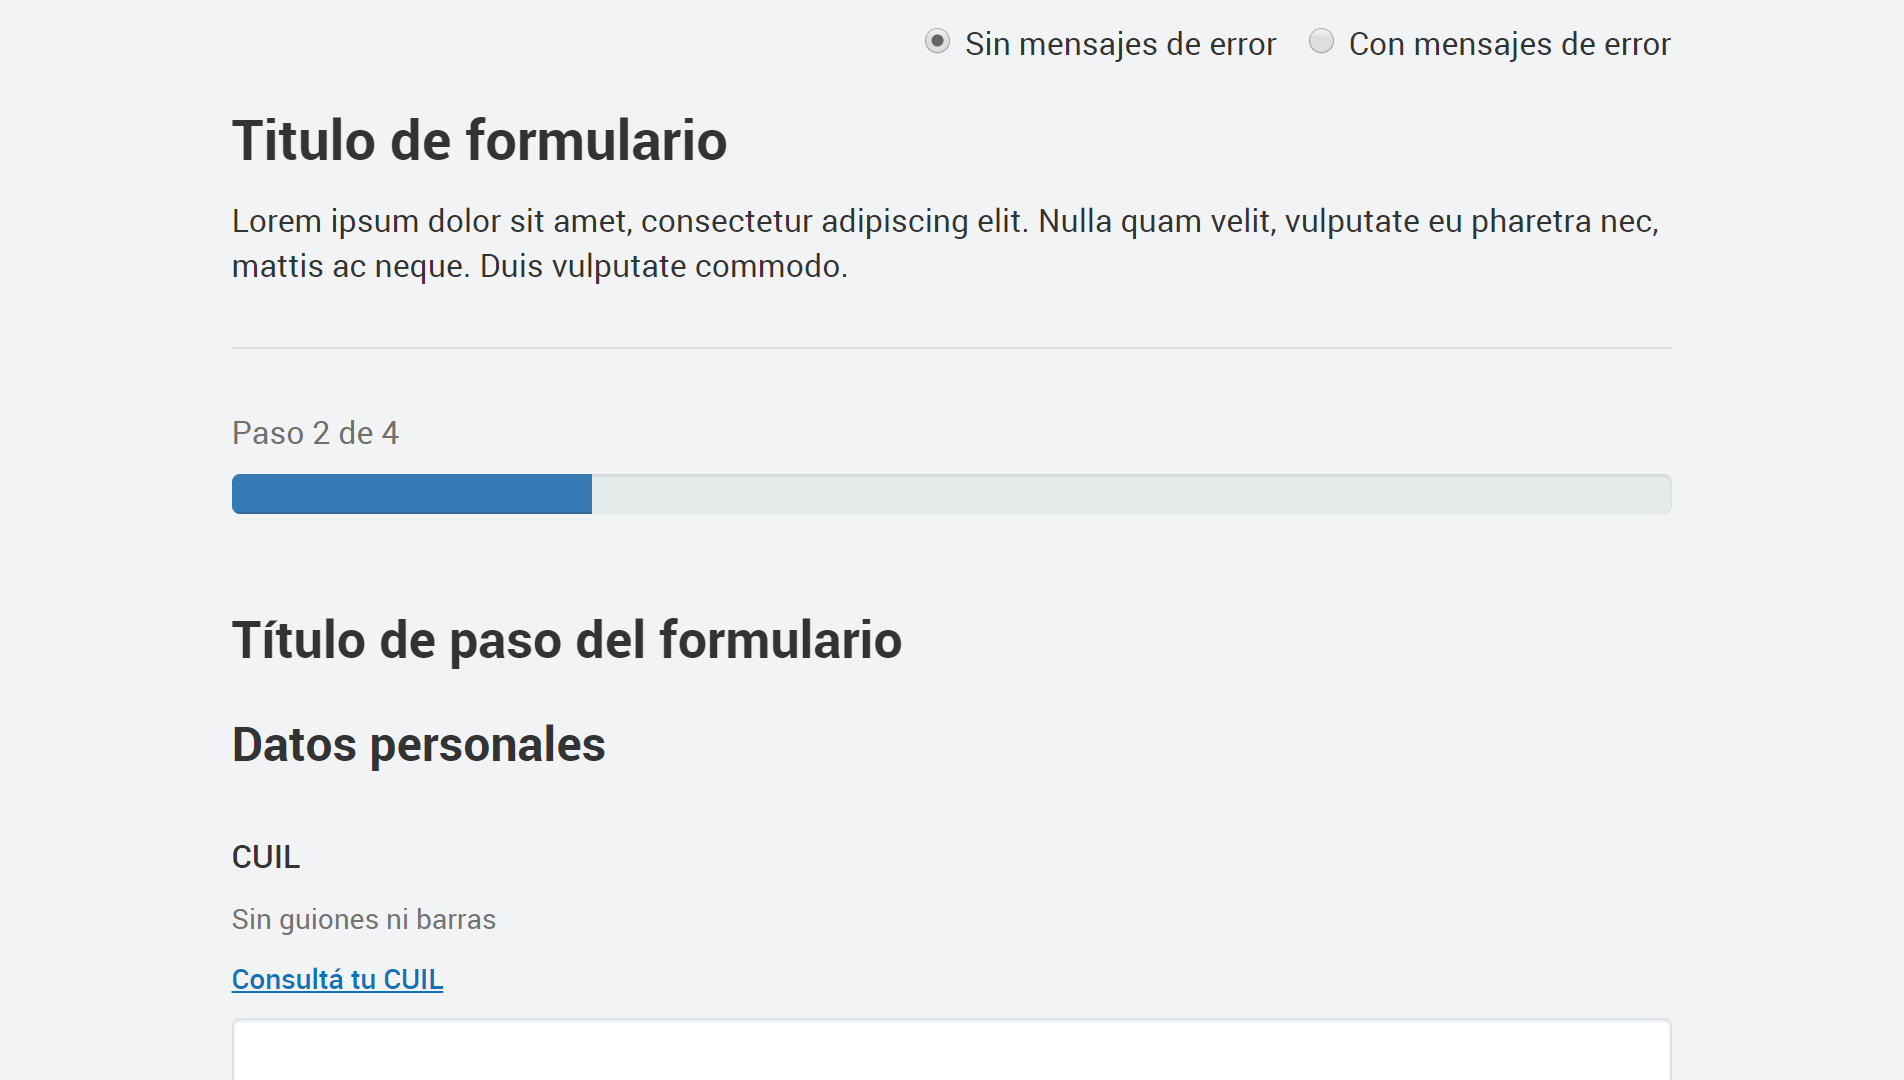 Sin mensajes de error Con mensajes de error
Titulo de formulario
Lorem ipsum dolor sit amet, consectetur adipiscing elit. Nulla quam velit, vulputate eu pharetra nec,
mattis ac neque. Duis vulputate commodo.
Paso 2 de 4
Título de paso del formulario
Datos personales
CUIL
Sin guiones ni barras
Consultá tu CUIL